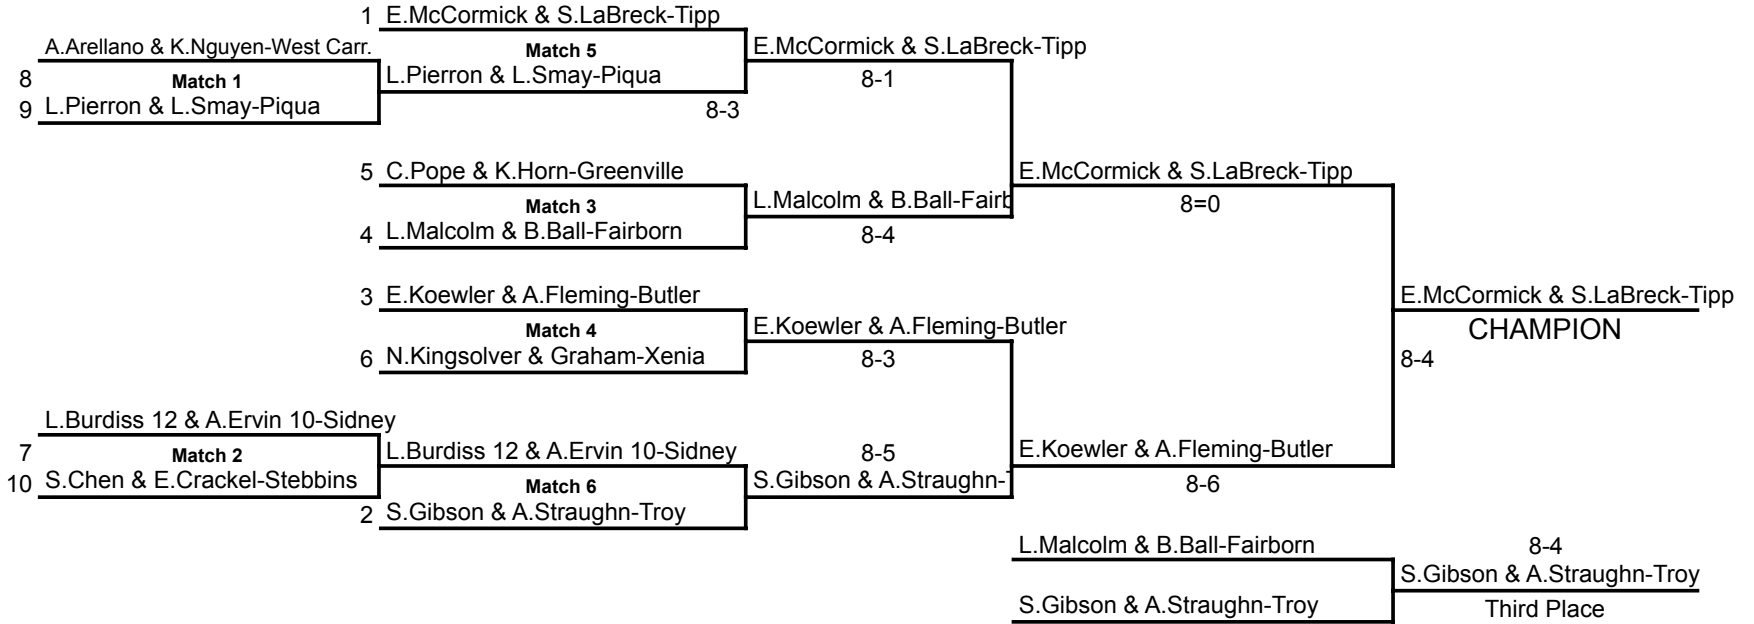 1 E.McCormick & S.LaBreck-Tipp
A.Arellano & K.Nguyen-West Carr.
Match 5
E.McCormick & S.LaBreck-Tipp
8
Match 1
L.Pierron & L.Smay-Piqua
8-1
9 L.Pierron & L.Smay-Piqua
8-3
5 C.Pope & K.Horn-Greenville
E.McCormick & S.LaBreck-Tipp
Match 3
L.Malcolm & B.Ball-Fairb
8=0
4 L.Malcolm & B.Ball-Fairborn
8-4
3 E.Koewler & A.Fleming-Butler
E.McCormick & S.LaBreck-Tipp
Match 4
E.Koewler & A.Fleming-Butler
CHAMPION
6 N.Kingsolver & Graham-Xenia
8-3
8-4
L.Burdiss 12 & A.Ervin 10-Sidney
7
Match 2
L.Burdiss 12 & A.Ervin 10-Sidney
8-5
E.Koewler & A.Fleming-Butler
10 S.Chen & E.Crackel-Stebbins
Match 6
S.Gibson & A.Straughn-
8-6
2 S.Gibson & A.Straughn-Troy
L.Malcolm & B.Ball-Fairborn
8-4
S.Gibson & A.Straughn-Troy
S.Gibson & A.Straughn-Troy
Third Place